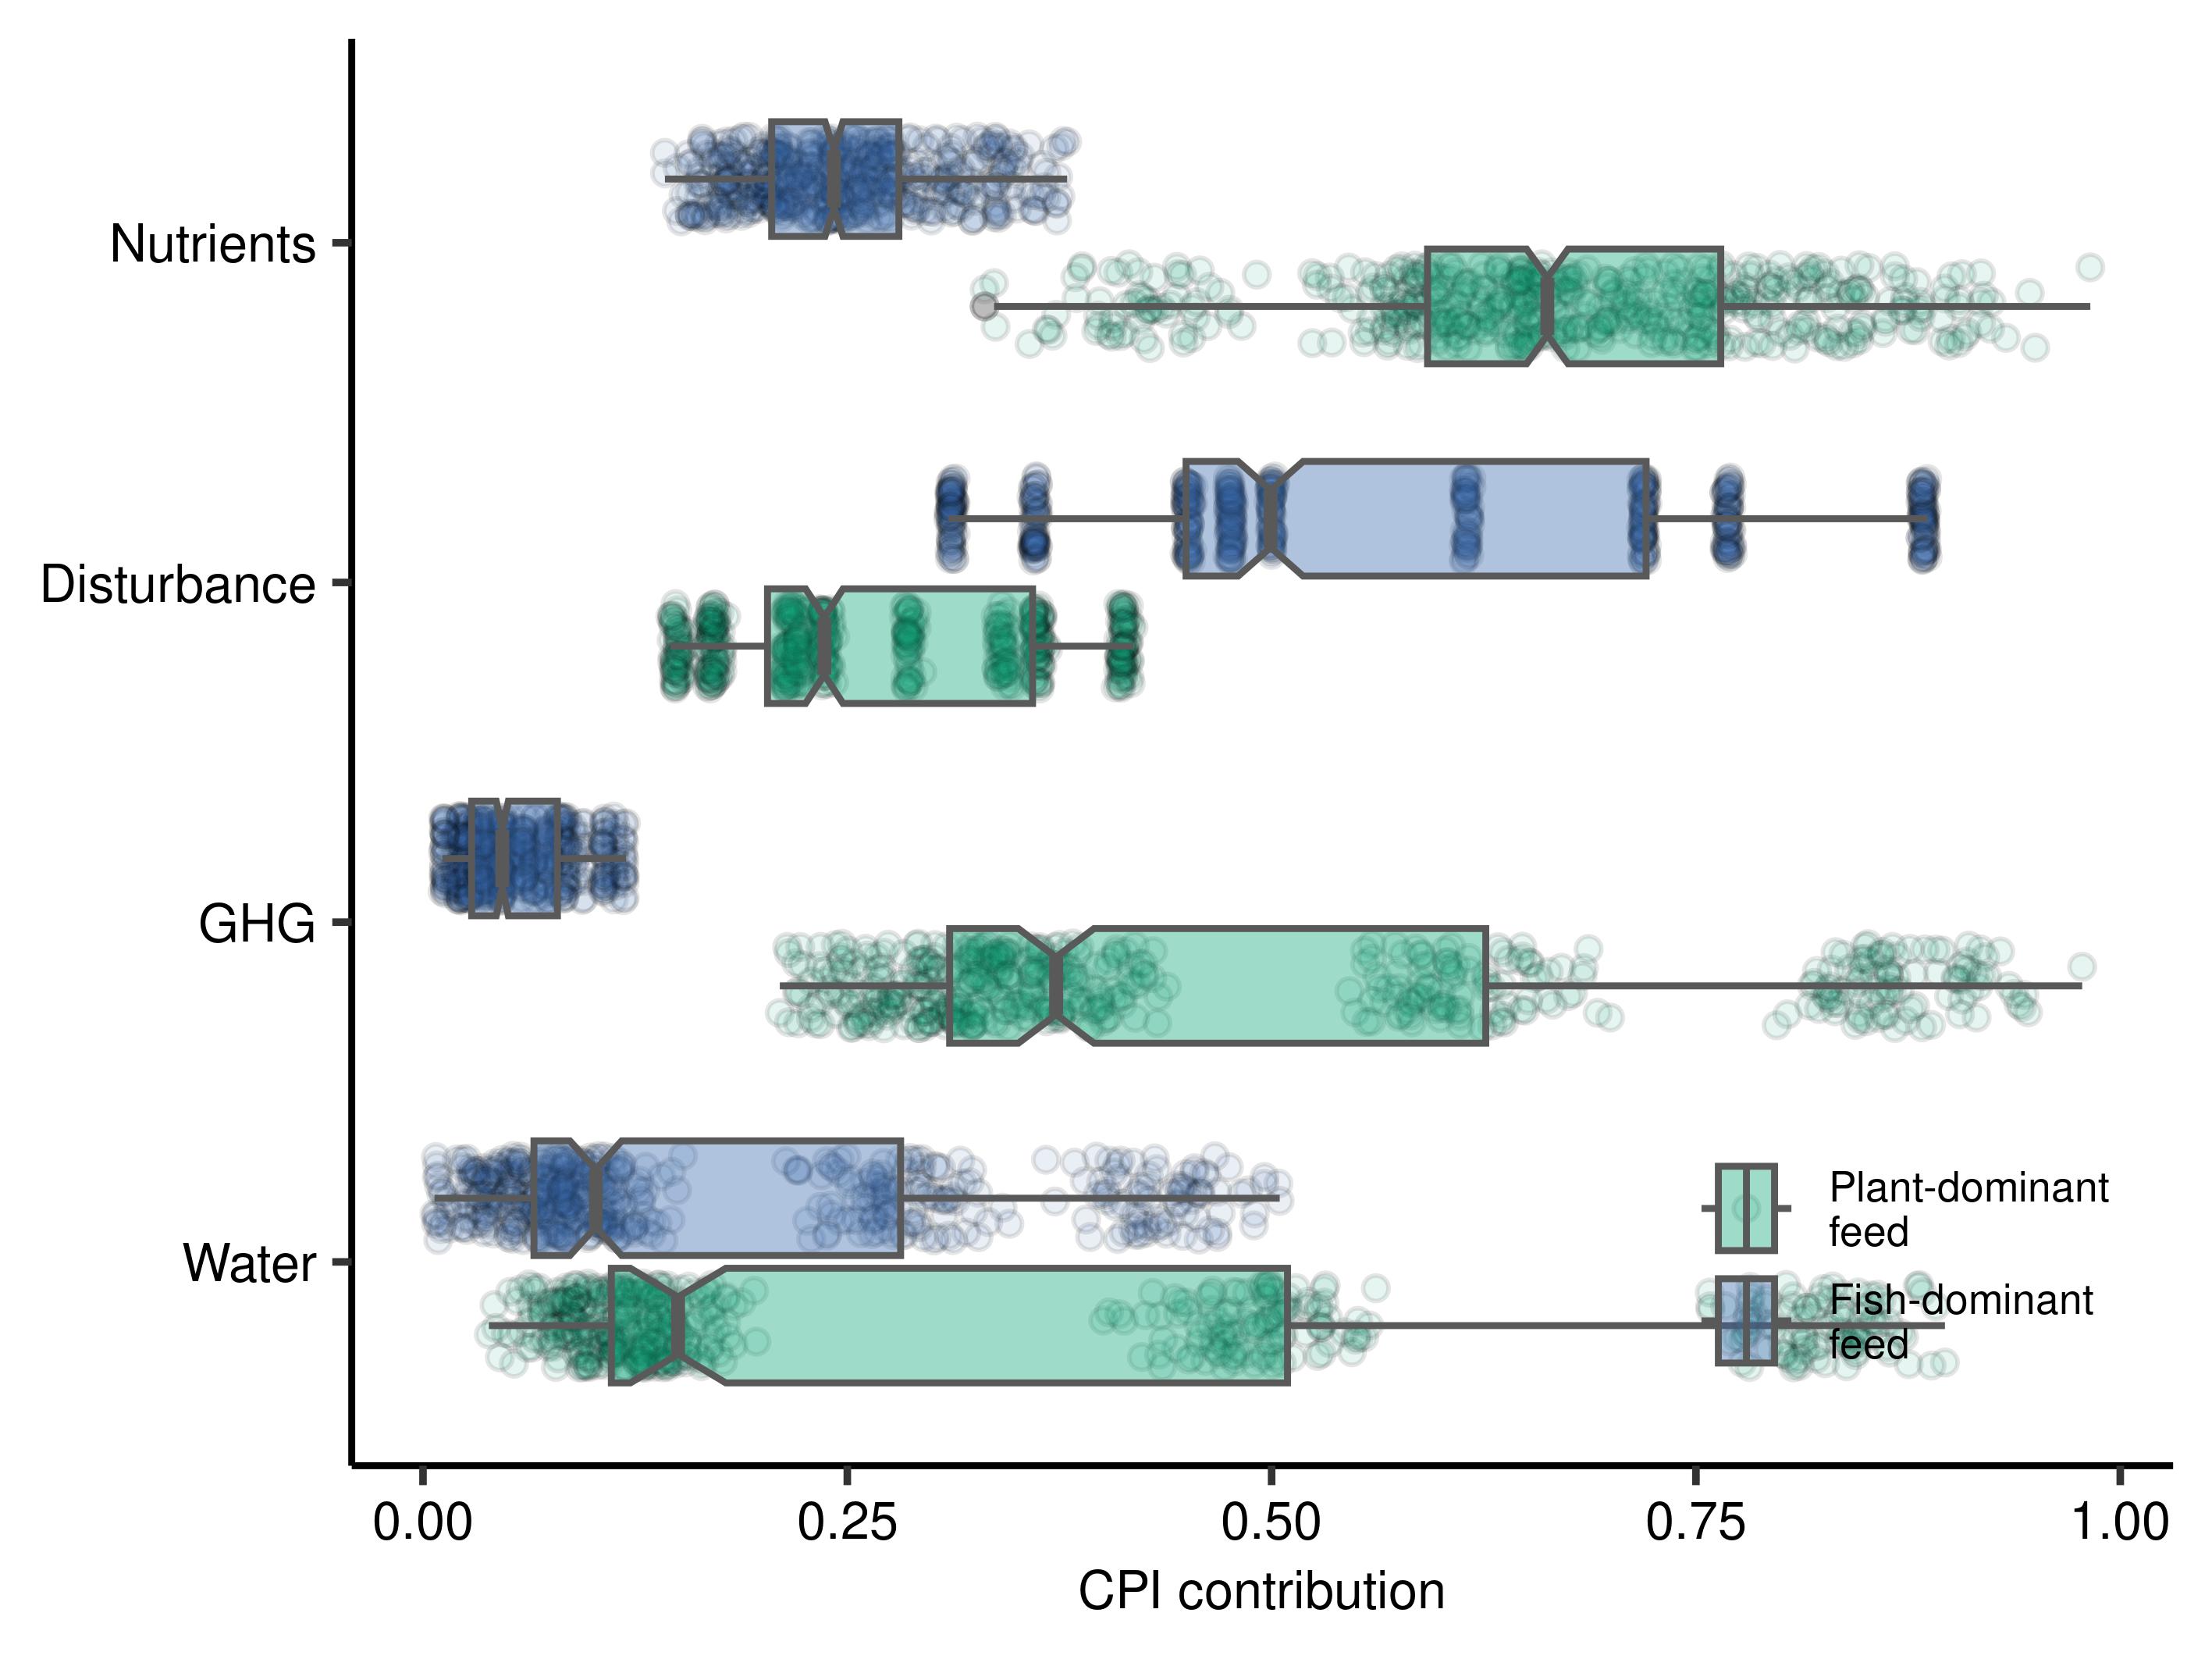 Nutrients
Disturbance
GHG
Water
Plant-dominant
feed
Fish-dominant
feed
0.00
0.25
0.50
0.75
1.00
CPI contribution